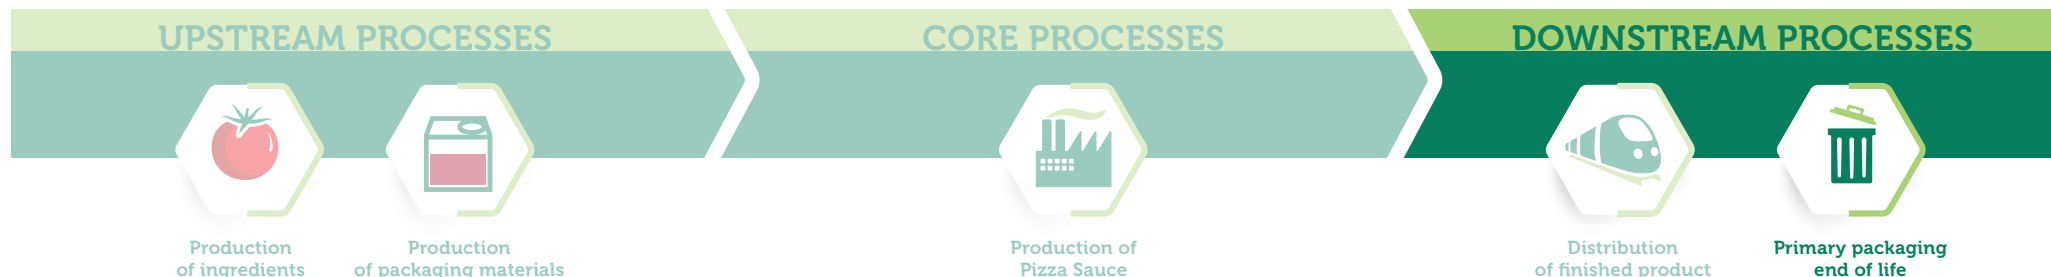 UPSTREAM PROCESSES
CORE PROCESSES
DOWNSTREAM PROCESSES
Production
of ingredients
Production
of packaging materials
Production of
Pizza Sauce
Distribution
of finished product
Primary packaging
end of life